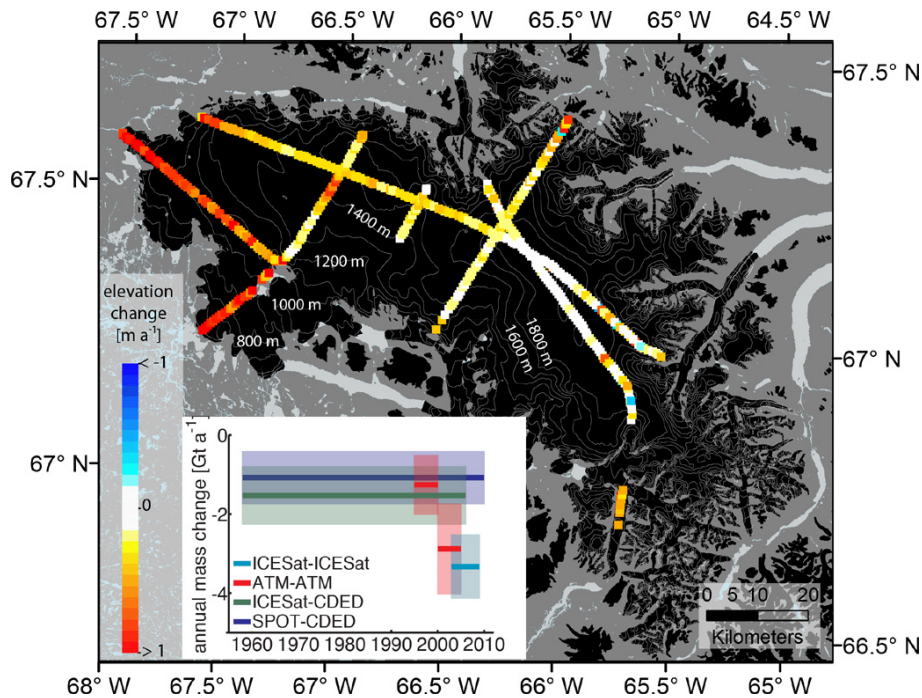 67.5° W 67° W 66.5° W 66° W 65.5° W 65° W 64.5° W
67.5° N
67.5° N
1400 m
1200 m
1000 m
800 m
1800 m
1600 m
elevation
change
[m a⁻¹]
< -1
0
> 1
67° N
67° N
annual mass change [Gt a⁻¹]
0
-2
-4
ICESat-ICESat
ATM-ATM
ICESat-CDED
SPOT-CDED
1960 1970 1980 1990 2000 2010
0 5 10 20
Kilometers
66.5° N
68° W 67.5° W 67° W 66.5° W 66° W 65.5° W 65° W